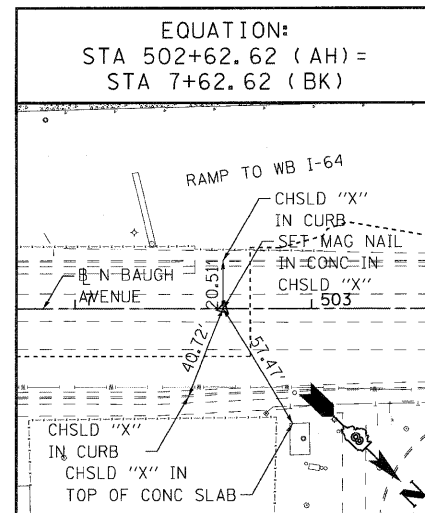 EQUATION:
STA 502+62.62 (AH)=
STA 7+62.62 (BK)
RAMP TO WB I-64
CHSLD "X"
IN CURB
SET MAG NAIL
IN CONC IN
CHSLD "X"
N BAUGH
AVENUE
7
503
20.51'
40.72'
57.47'
CHSLD "X"
IN CURB
CHSLD "X" IN
TOP OF CONC SLAB
N